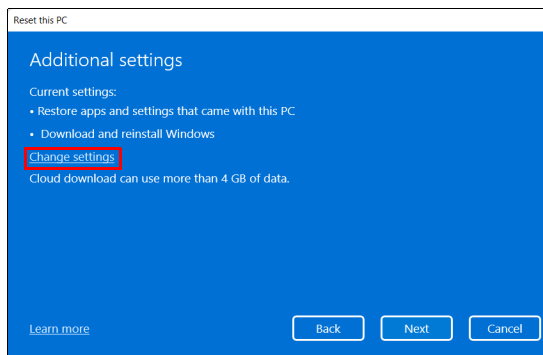 Reset this PC
Additional settings
Current settings:
• Restore apps and settings that came with this PC
• Download and reinstall Windows
Change settings
Cloud download can use more than 4 GB of data.
Learn more
Back
Next
Cancel